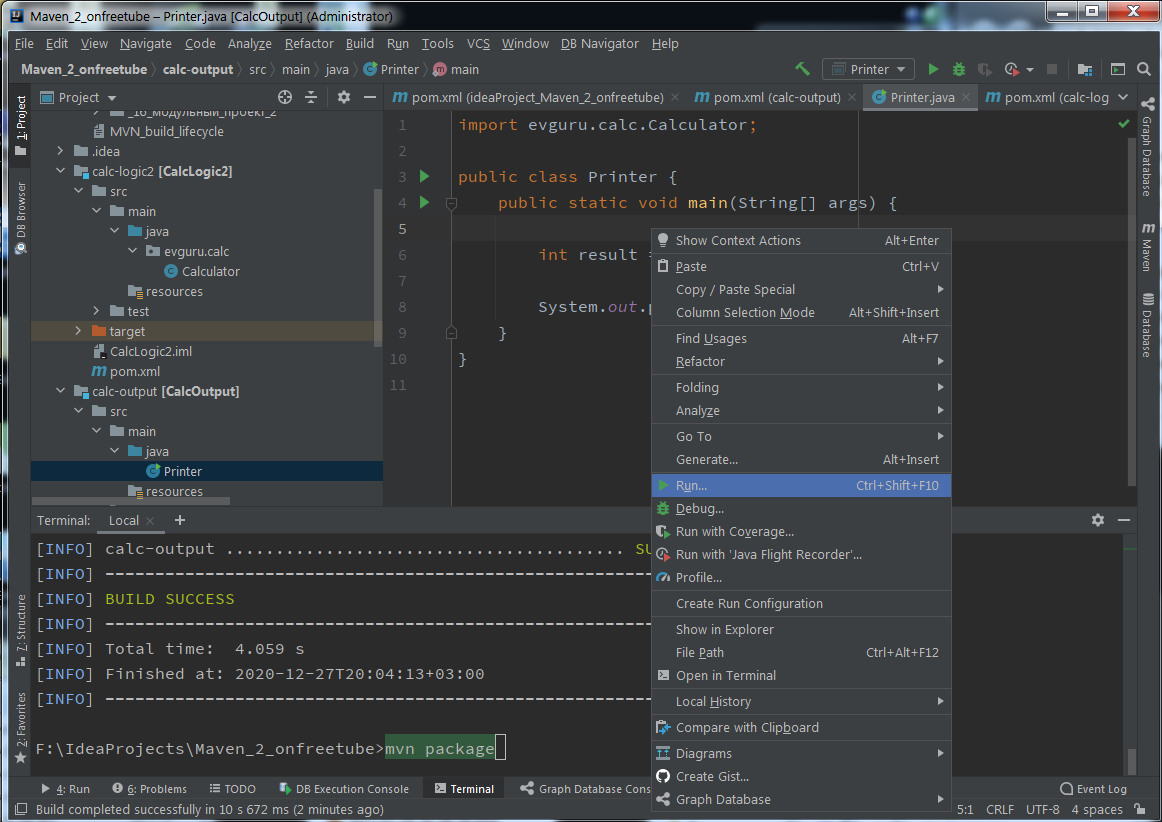 Maven_2_onfreetube – Printer.java [CalcOutput] (Administrator)
File Edit View Navigate Code Analyze Refactor Build Run Tools VCS Window DB Navigator Help
Maven_2_onfreetube calc-output src main java Printer main
Printer
1: Project
DB Browser
7: Structure
2: Favorites
Project
_10_модульный_проект_2
MVN_build_lifecycle
.idea
calc-logic2 [CalcLogic2]
src
main
java
evguru.calc
Calculator
resources
test
target
CalcLogic2.iml
pom.xml
calc-output [CalcOutput]
src
main
java
Printer
resources
pom.xml (ideaProject_Maven_2_onfreetube) pom.xml (calc-output) Printer.java pom.xml (calc-log
1 import evguru.calc.Calculator;
2
3 public class Printer {
4 public static void main(String[] args) {
5
6 int result =
7
8 System.out.p
9 }
10 }
11
Graph Database
Maven
Database
Show Context Actions Alt+Enter
Paste Ctrl+V
Copy / Paste Special
Column Selection Mode Alt+Shift+Insert
Find Usages Alt+F7
Refactor
Folding
Analyze
Go To
Generate... Alt+Insert
Run... Ctrl+Shift+F10
Debug...
Run with Coverage...
Run with 'Java Flight Recorder'...
Profile...
Create Run Configuration
Show in Explorer
File Path Ctrl+Alt+F12
Open in Terminal
Local History
Compare with Clipboard
Diagrams
Create Gist...
Graph Database
Terminal: Local
[INFO] calc-output ........................................ SU
[INFO] -------------------------------------------------------
[INFO] BUILD SUCCESS
[INFO] -------------------------------------------------------
[INFO] Total time:  4.059 s
[INFO] Finished at: 2020-12-27T20:04:13+03:00
[INFO] -------------------------------------------------------
F:\IdeaProjects\Maven_2_onfreetube>mvn package
4: Run 6: Problems TODO DB Execution Console Terminal Graph Database Cons Event Log
Build completed successfully in 10 s 672 ms (2 minutes ago) 5:1 CRLF UTF-8 4 spaces